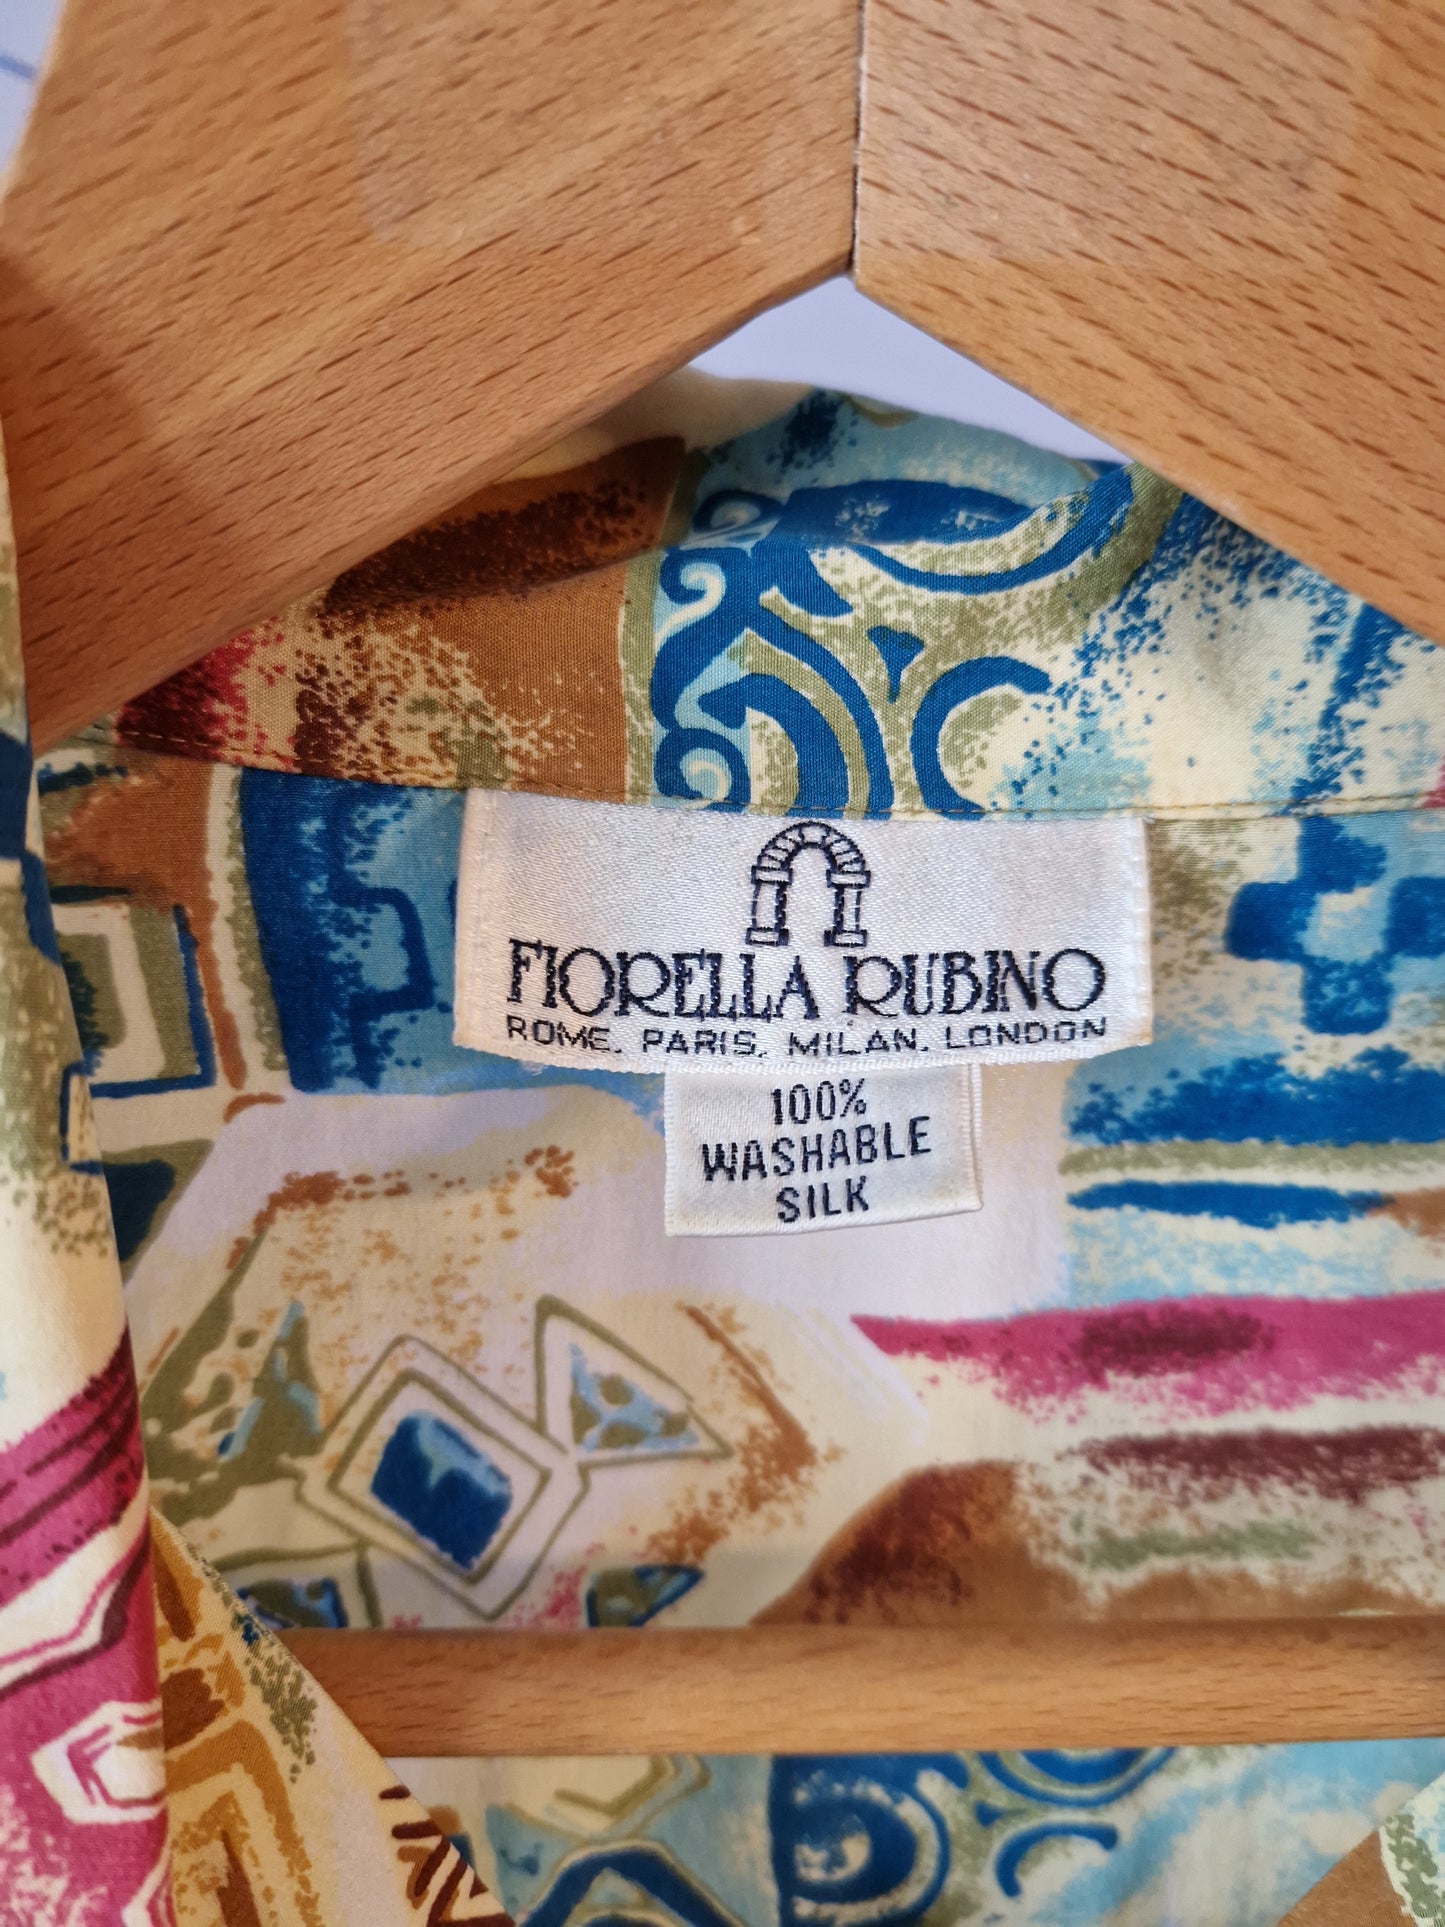 FIORELLA RUBINO
ROME, PARIS, MILAN, LONDON
100%
WASHABLE
SILK